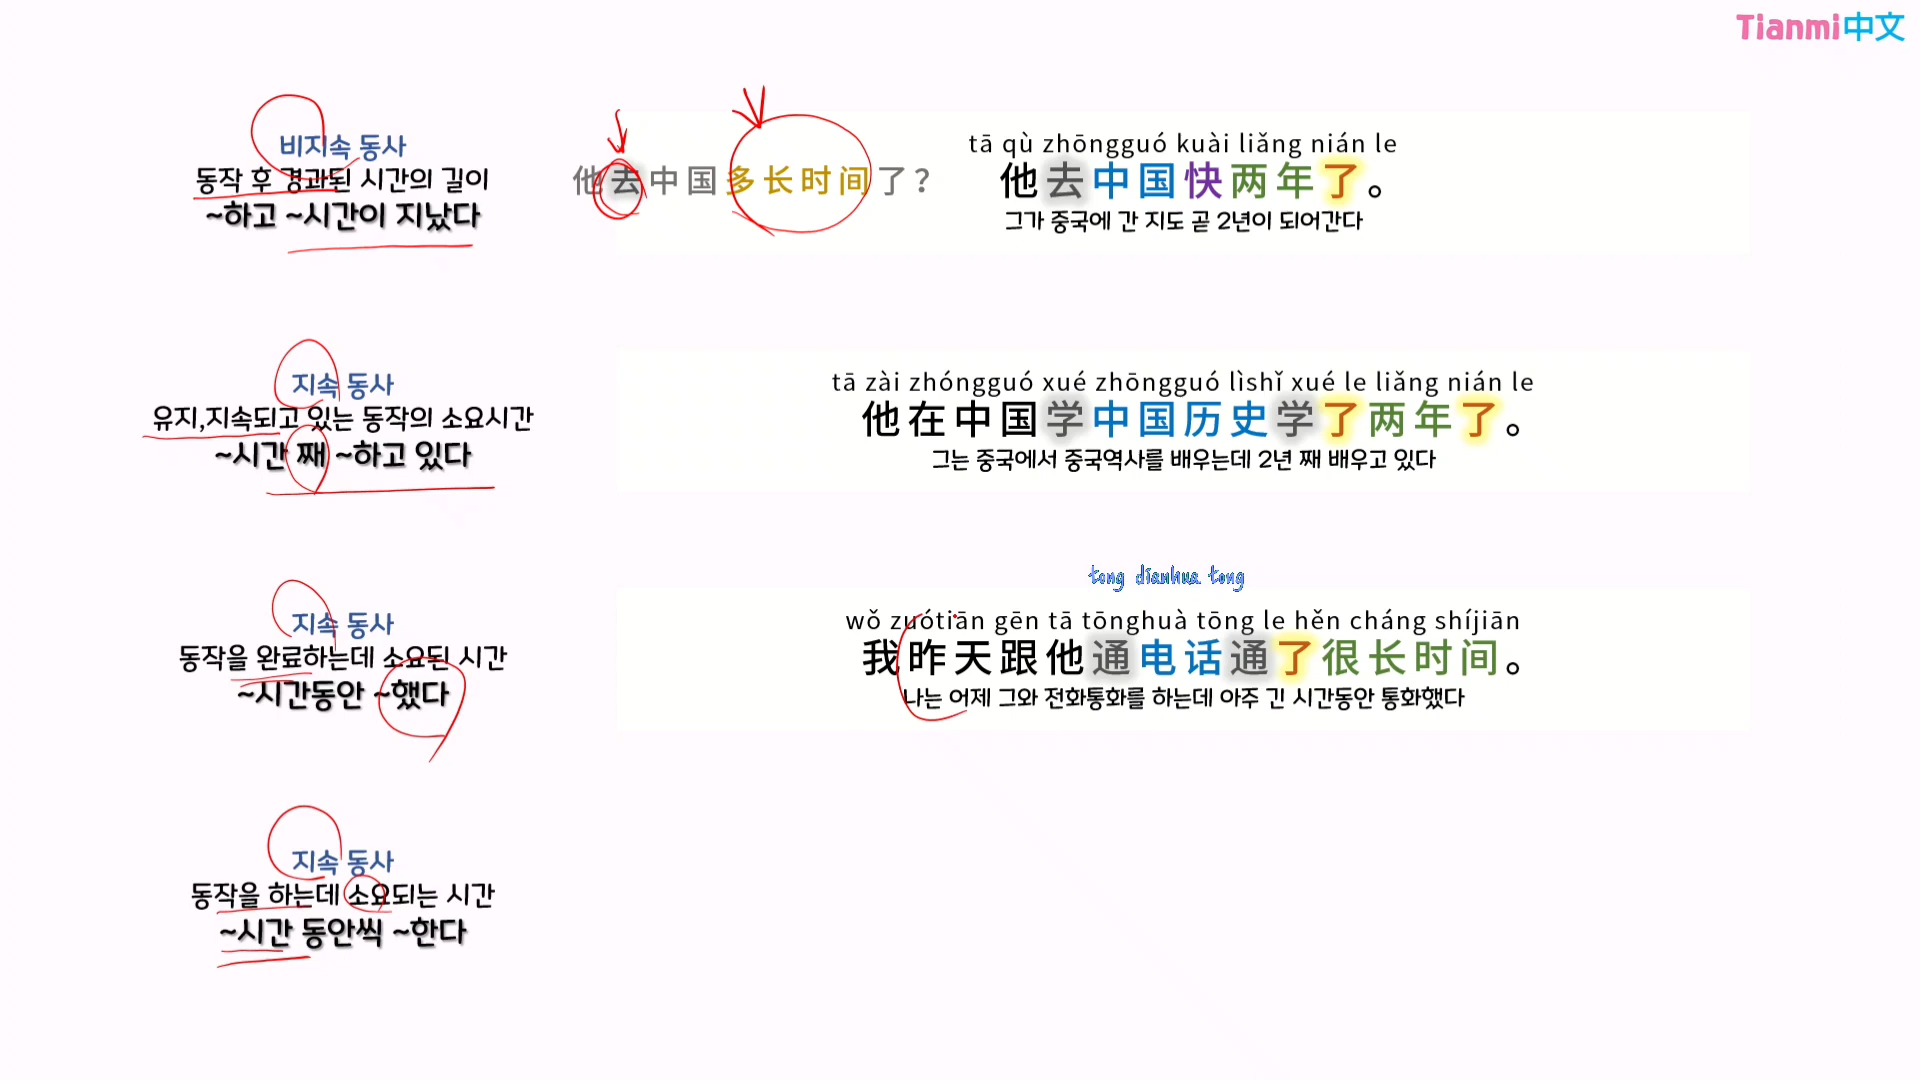 Tianmi中文
비지속 동사
동작 후 경과된 시간의 길이
~하고 ~시간이 지났다
他去中国多长时间了？
tā qù zhōngguó kuài liǎng nián le
他去中国快两年了。
그가 중국에 간 지도 곧 2년이 되어간다
지속 동사
유지,지속되고 있는 동작의 소요시간
~시간 째 ~하고 있다
tā zài zhóngguó xué zhōngguó lìshǐ xué le liǎng nián le
他在中国学中国历史学了两年了。
그는 중국에서 중국역사를 배우는데 2년 째 배우고 있다
지속 동사
동작을 완료하는데 소요된 시간
~시간동안 ~했다
tong dianhua tong
wǒ zuótiān gēn tā tōnghuà tōng le hěn cháng shíjiān
我昨天跟他通电话通了很长时间。
나는 어제 그와 전화통화를 하는데 아주 긴 시간동안 통화했다
지속 동사
동작을 하는데 소요되는 시간
~시간 동안씩 ~한다